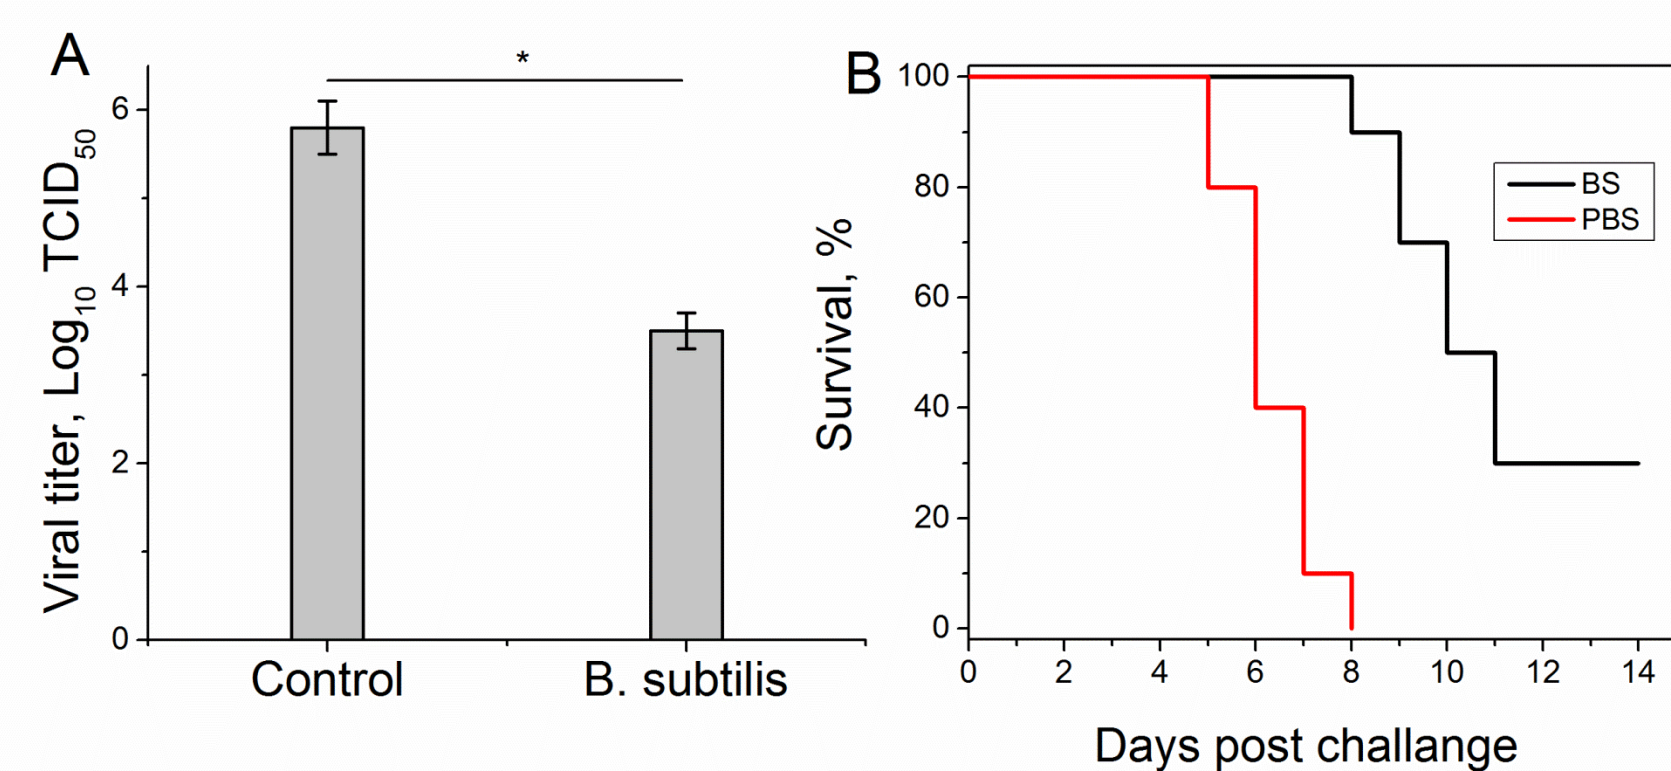 A
*
Viral titer, Log10 TCID50
6
4
2
0
Control
B. subtilis
B
Survival, %
100
80
60
40
20
0
BS
PBS
0 2 4 6 8 10 12 14
Days post challange